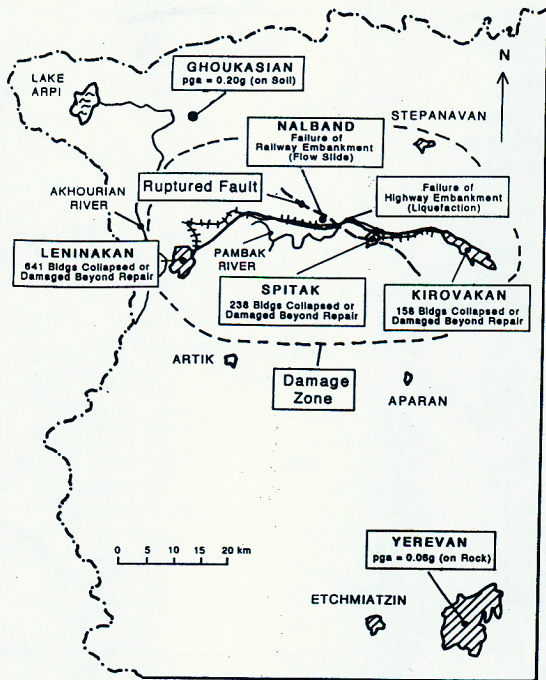 N
LAKE
ARPI
GHOUKASIAN
pga = 0.20g (on Soil)
STEPANAVAN
NALBAND
Failure of
Railway Embankment
(Flow Slide)
Ruptured Fault
Failure of
Highway Embankment
(Liquefaction)
AKHOURIAN
RIVER
LENINAKAN
641 Bldgs Collapsed or
Damaged Beyond Repair
PAMBAK
RIVER
SPITAK
238 Bldgs Collapsed or
Damaged Beyond Repair
KIROVAKAN
158 Bldgs Collapsed or
Damaged Beyond Repair
ARTIK
Damage
Zone
APARAN
0 5 10 15 20 km
YEREVAN
pga = 0.06g (on Rock)
ETCHMIATZIN